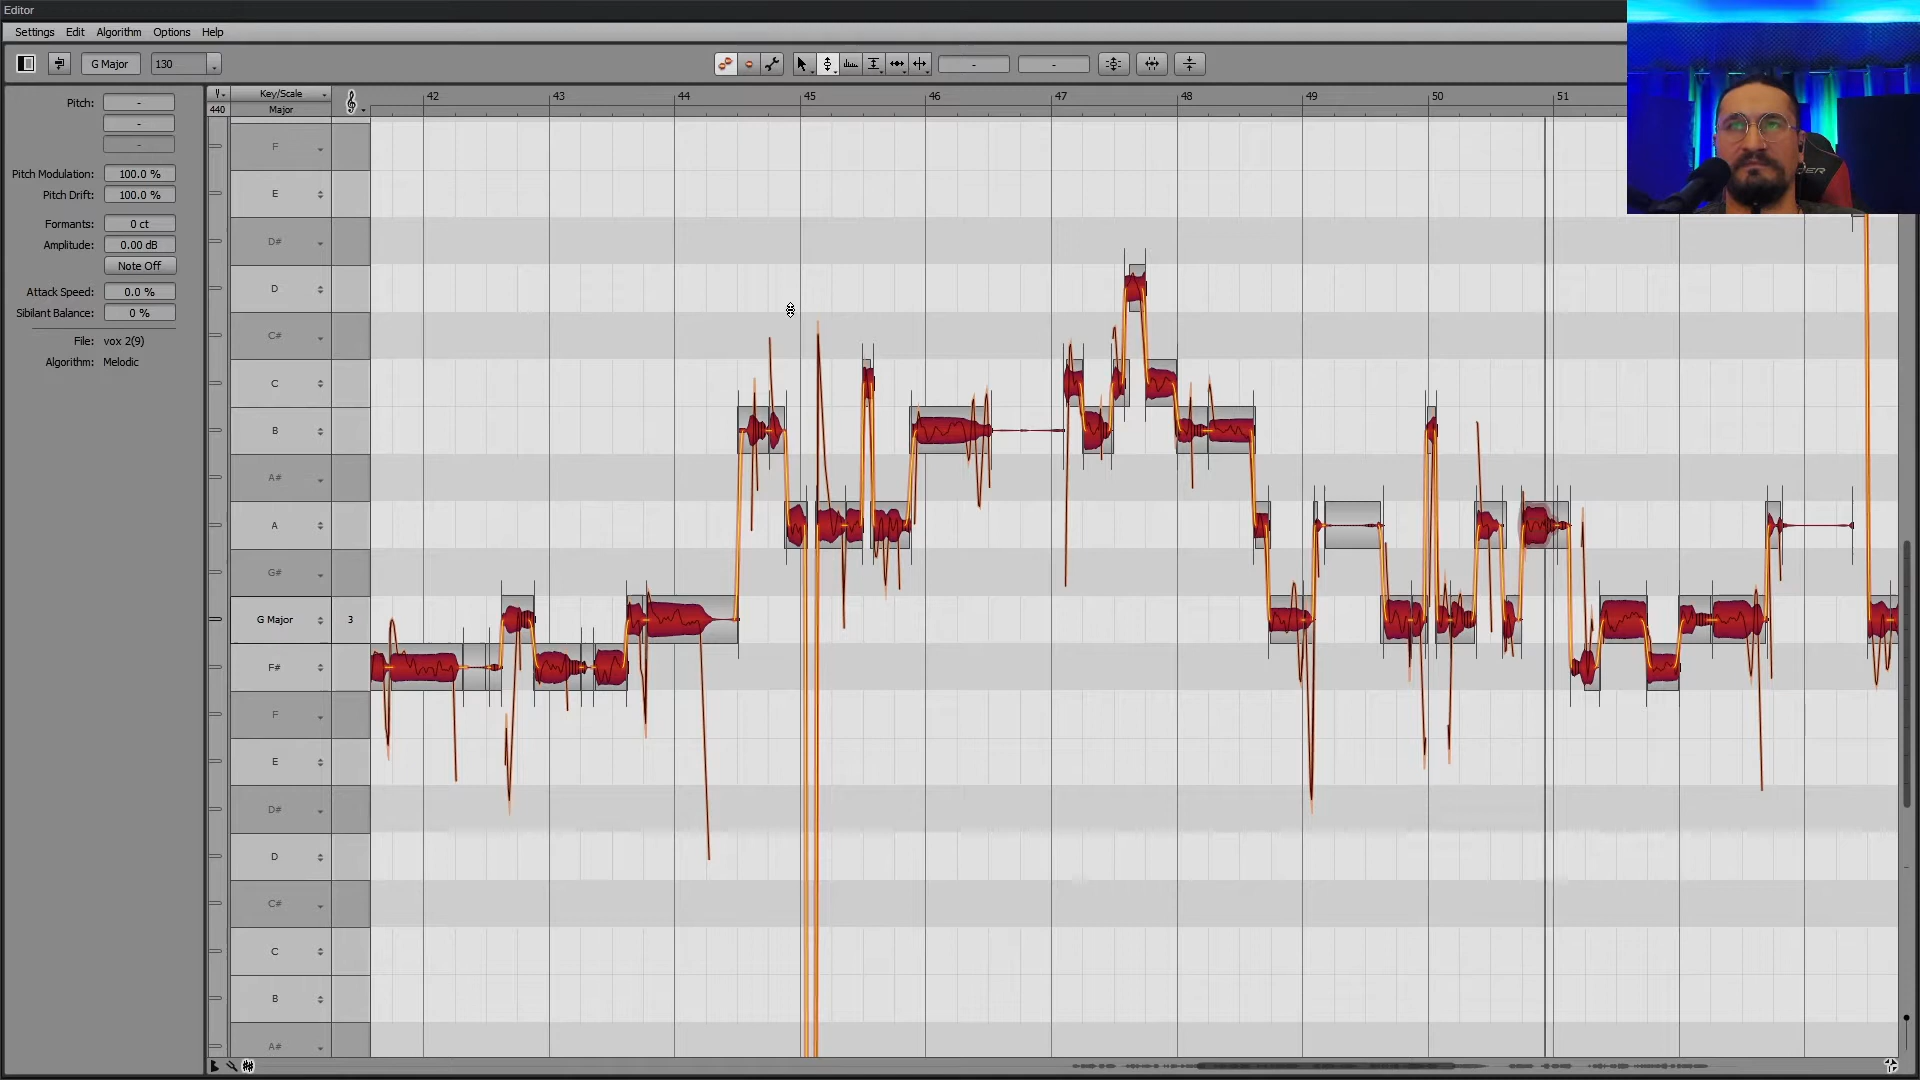 Editor
Settings Edit Algorithm Options Help
G Major 130 - -
Pitch: -
-
-
Pitch Modulation: 100.0 %
Pitch Drift: 100.0 %
Formants: 0 ct
Amplitude: 0.00 dB
Note Off
Attack Speed: 0.0 %
Sibilant Balance: 0 %
File: vox 2(9)
Algorithm: Melodic
Key/Scale
440 Major
42 43 44 45 46 47 48 49 50 51
F
E
D#
D
C#
C
B
A#
A
G#
G Major 3
F#
F
E
D#
D
C#
C
B
A#